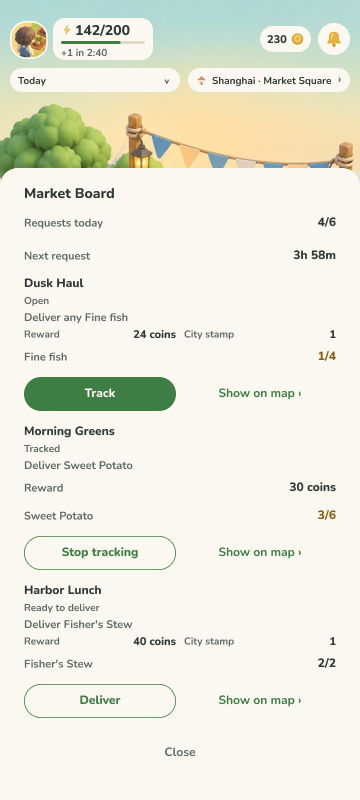 142/200
+1 in 2:40
230
Today
Shanghai · Market Square ›
Market Board
Requests today 4/6
Next request 3h 58m
Dusk Haul
Open
Deliver any Fine fish
Reward 24 coins City stamp 1
Fine fish 1/4
Track Show on map ›
Morning Greens
Tracked
Deliver Sweet Potato
Reward 30 coins
Sweet Potato 3/6
Stop tracking Show on map ›
Harbor Lunch
Ready to deliver
Deliver Fisher's Stew
Reward 40 coins City stamp 1
Fisher's Stew 2/2
Deliver Show on map ›
Close